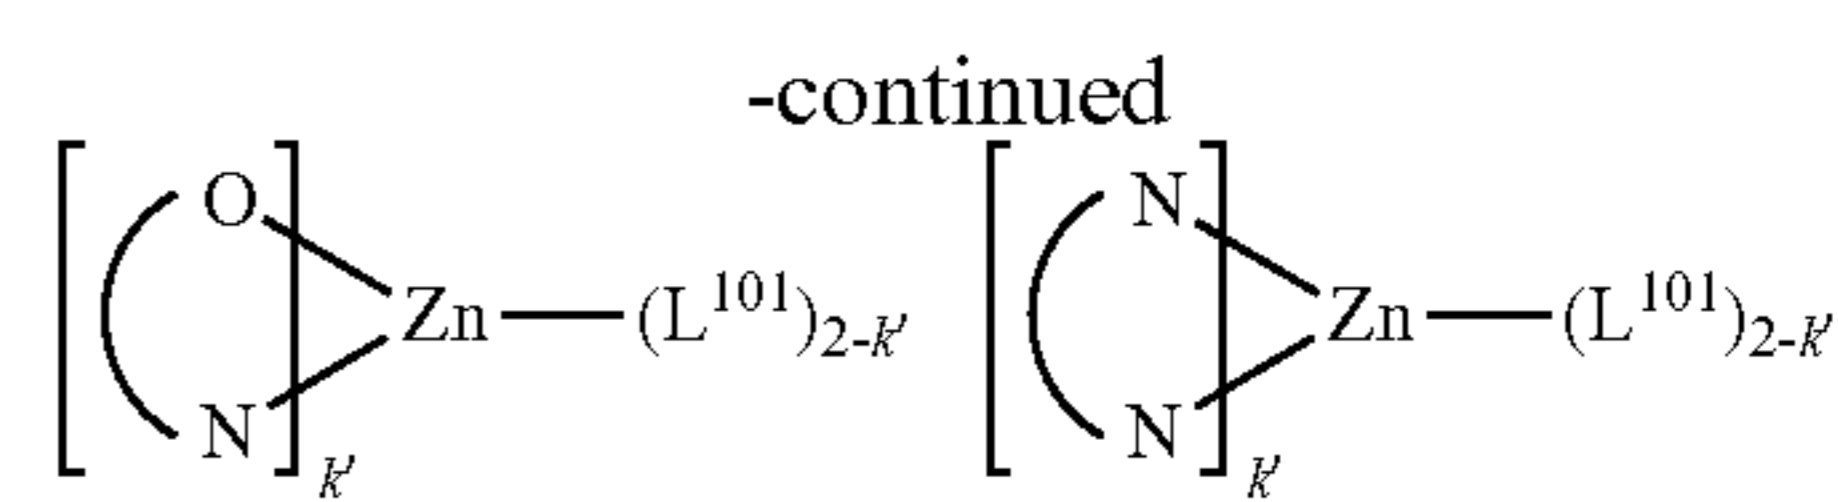 -continued
O N k' Zn (L101)2-k' N N k' Zn (L101)2-k'